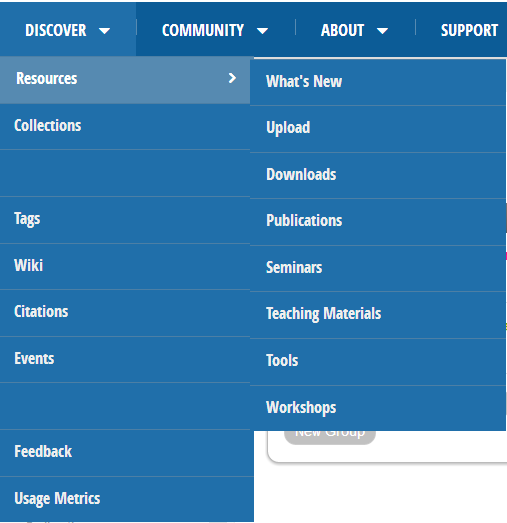 DISCOVER COMMUNITY ABOUT SUPPORT
Resources
Collections
Tags
Wiki
Citations
Events
Feedback
Usage Metrics
What's New
Upload
Downloads
Publications
Seminars
Teaching Materials
Tools
Workshops
New Group